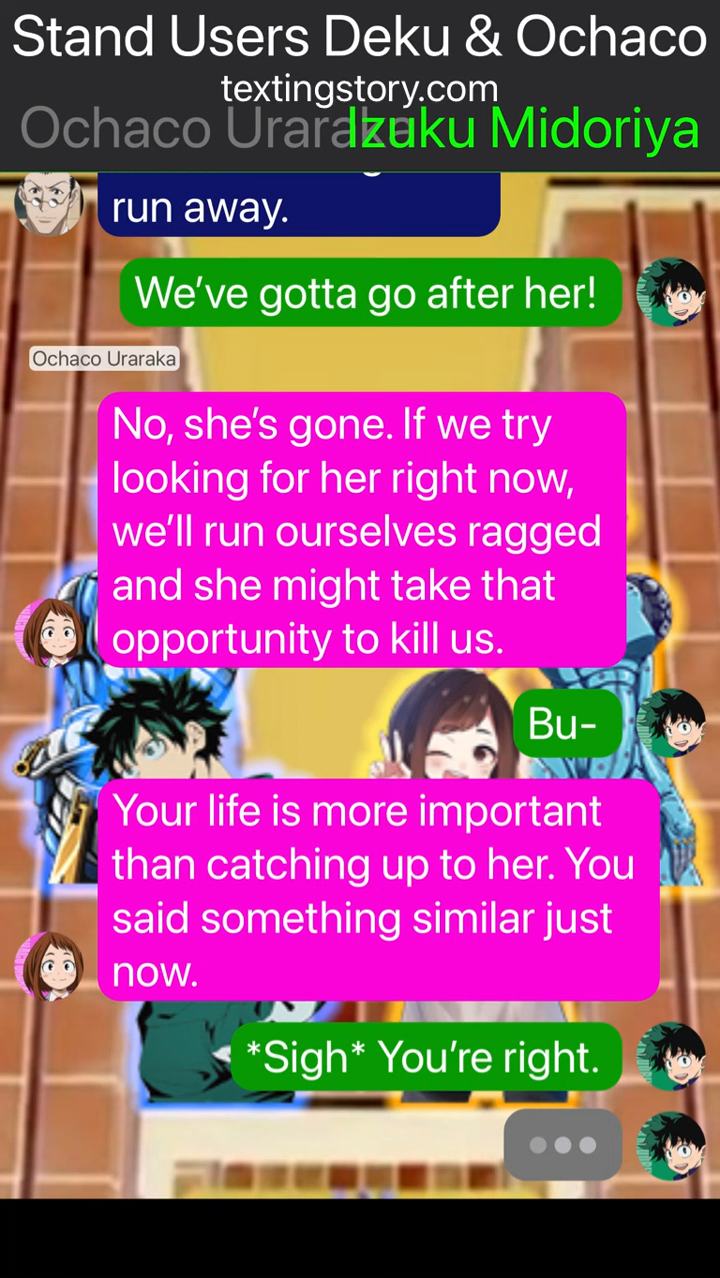 Stand Users Deku & Ochaco
textingstory.com
Ochaco Urara
Izuku Midoriya
run away.
We’ve gotta go after her!
Ochaco Uraraka
No, she’s gone. If we try
looking for her right now,
we’ll run ourselves ragged
and she might take that
opportunity to kill us.
Bu-
Your life is more important
than catching up to her. You
said something similar just
now.
*Sigh* You’re right.